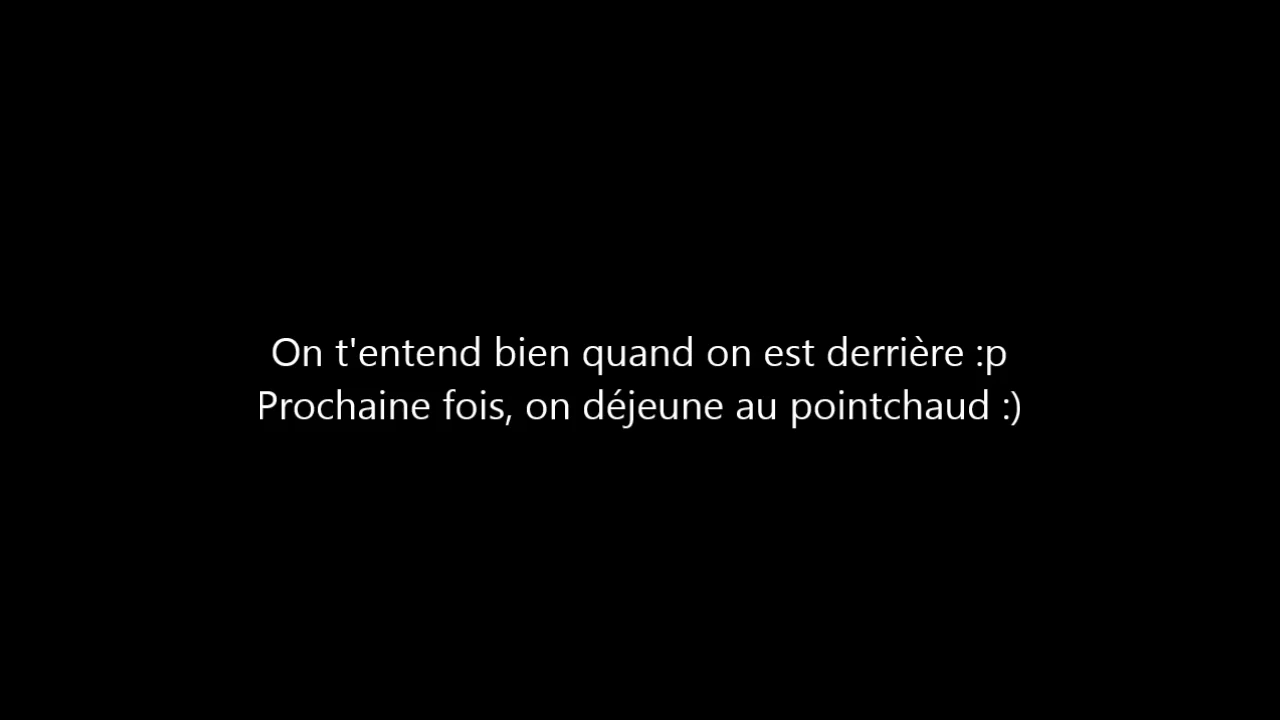 On t'entend bien quand on est derrière :p
Prochaine fois, on déjeune au pointchaud :)